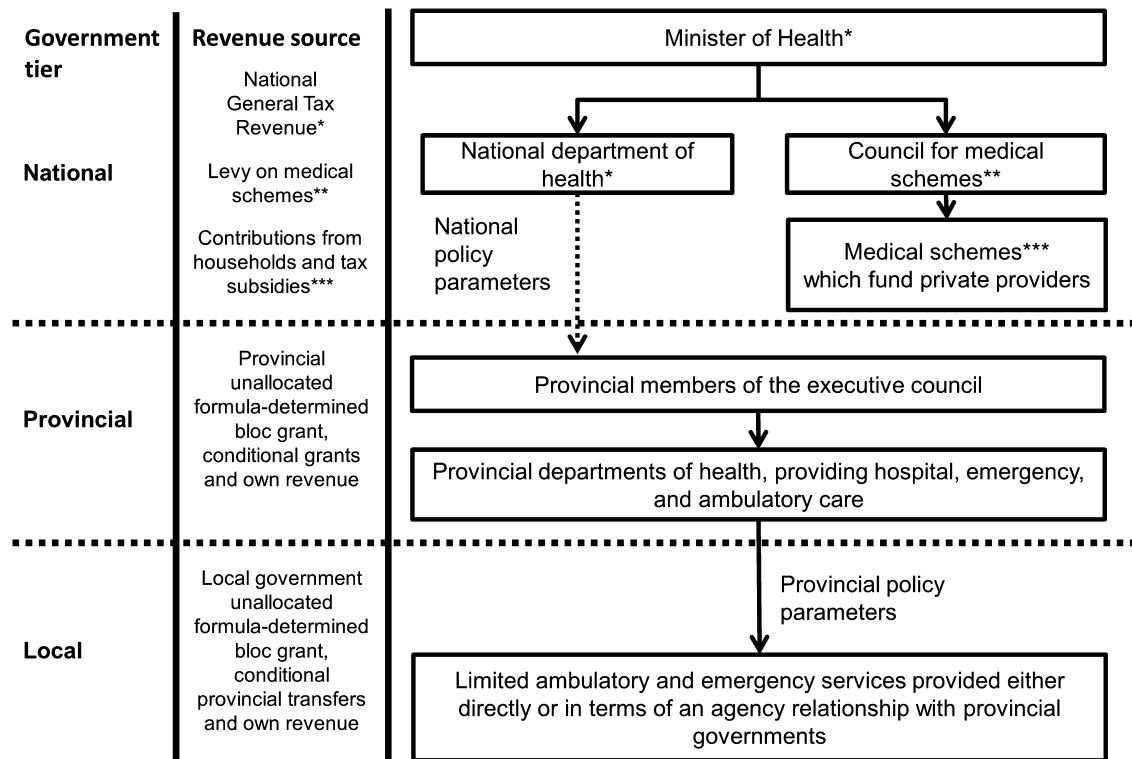 Government
tier
Revenue source
Minister of Health*
National
General Tax
Revenue*
National
Levy on medical
schemes**
Contributions from
households and tax
subsidies***
National department of
health*
Council for medical
schemes**
National
policy
parameters
Medical schemes***
which fund private providers
Provincial
Provincial
unallocated
formula-determined
bloc grant,
conditional grants
and own revenue
Provincial members of the executive council
Provincial departments of health, providing hospital, emergency,
and ambulatory care
Local
Local government
unallocated
formula-determined
bloc grant,
conditional
provincial transfers
and own revenue
Provincial policy
parameters
Limited ambulatory and emergency services provided either
directly or in terms of an agency relationship with provincial
governments